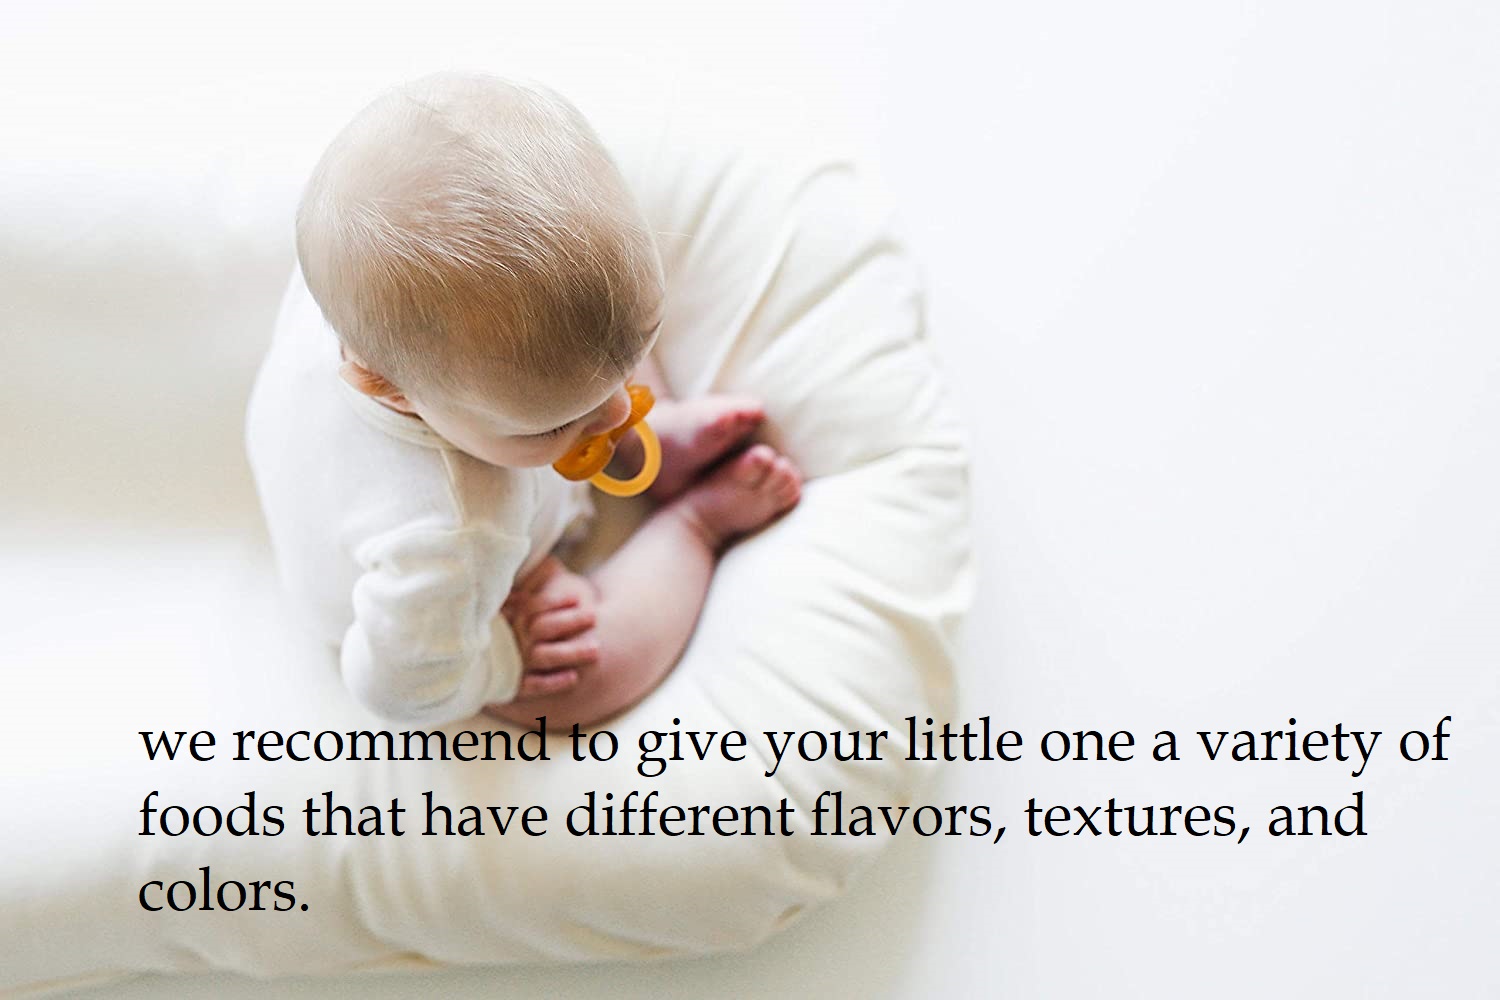 we recommend to give your little one a variety of
foods that have different flavors, textures, and
colors.